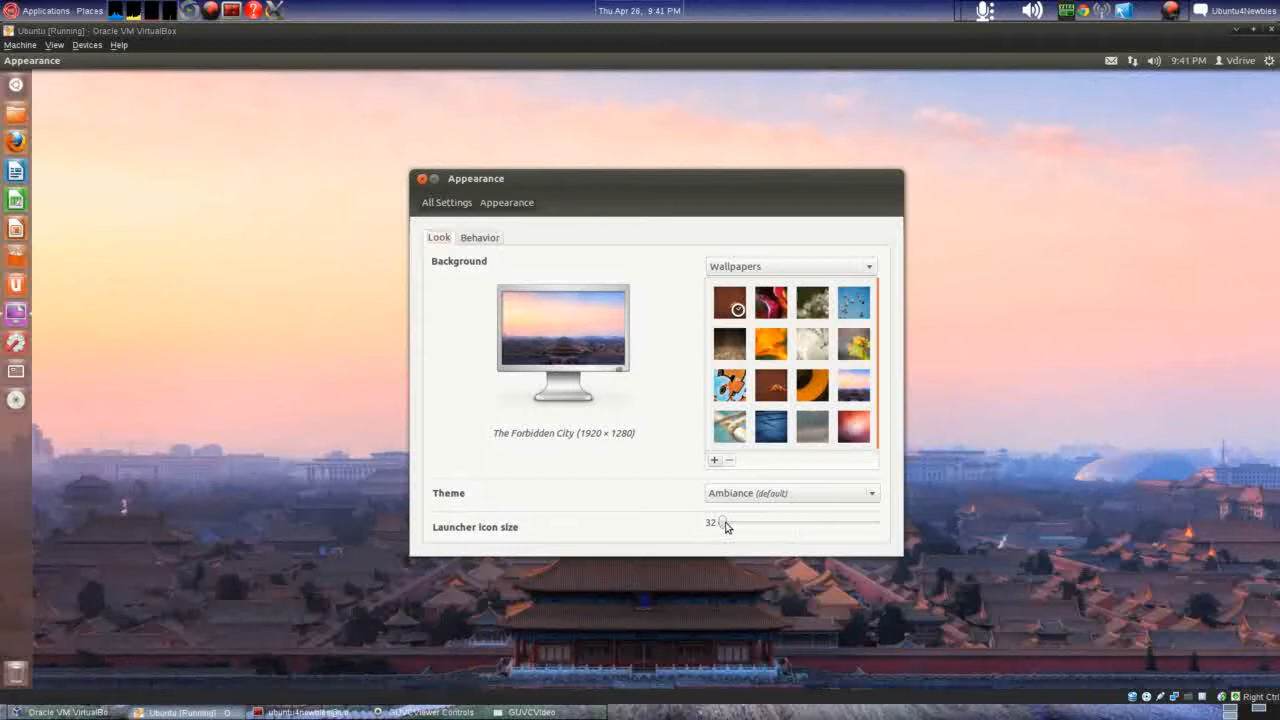 Applications Places
Thu Apr 26, 9:41 PM
Ubuntu4Newbies
Ubuntu [Running] - Oracle VM VirtualBox
Machine View Devices Help
Appearance
9:41 PM Vdrive
Appearance
All Settings Appearance
Look Behavior
Background
Wallpapers
The Forbidden City (1920 × 1280)
Theme
Ambiance (default)
Launcher icon size
32
Right Ctrl
Oracle VM VirtualBo
Ubuntu [Running] - O
GUVCViewer Controls
GUVCVideo